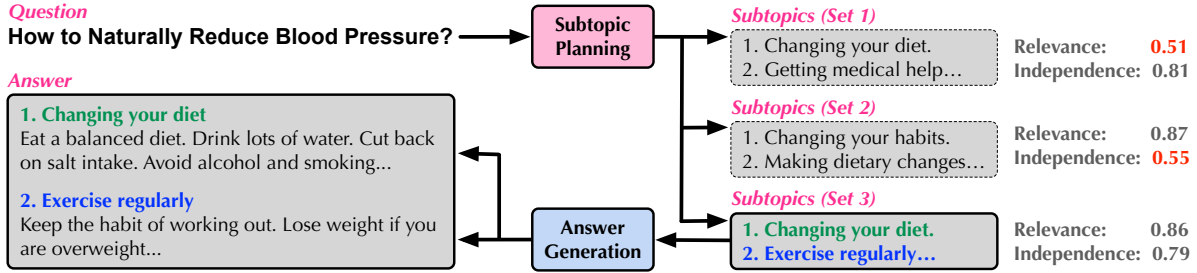 Question
How to Naturally Reduce Blood Pressure?
Subtopic
Planning
Subtopics (Set 1)
1. Changing your diet.
2. Getting medical help...
Relevance: 0.51
Independence: 0.81
Subtopics (Set 2)
1. Changing your habits.
2. Making dietary changes...
Relevance: 0.87
Independence: 0.55
Subtopics (Set 3)
1. Changing your diet.
2. Exercise regularly...
Relevance: 0.86
Independence: 0.79
Answer
Generation
Answer
1. Changing your diet
Eat a balanced diet. Drink lots of water. Cut back
on salt intake. Avoid alcohol and smoking...
2. Exercise regularly
Keep the habit of working out. Lose weight if you
are overweight...